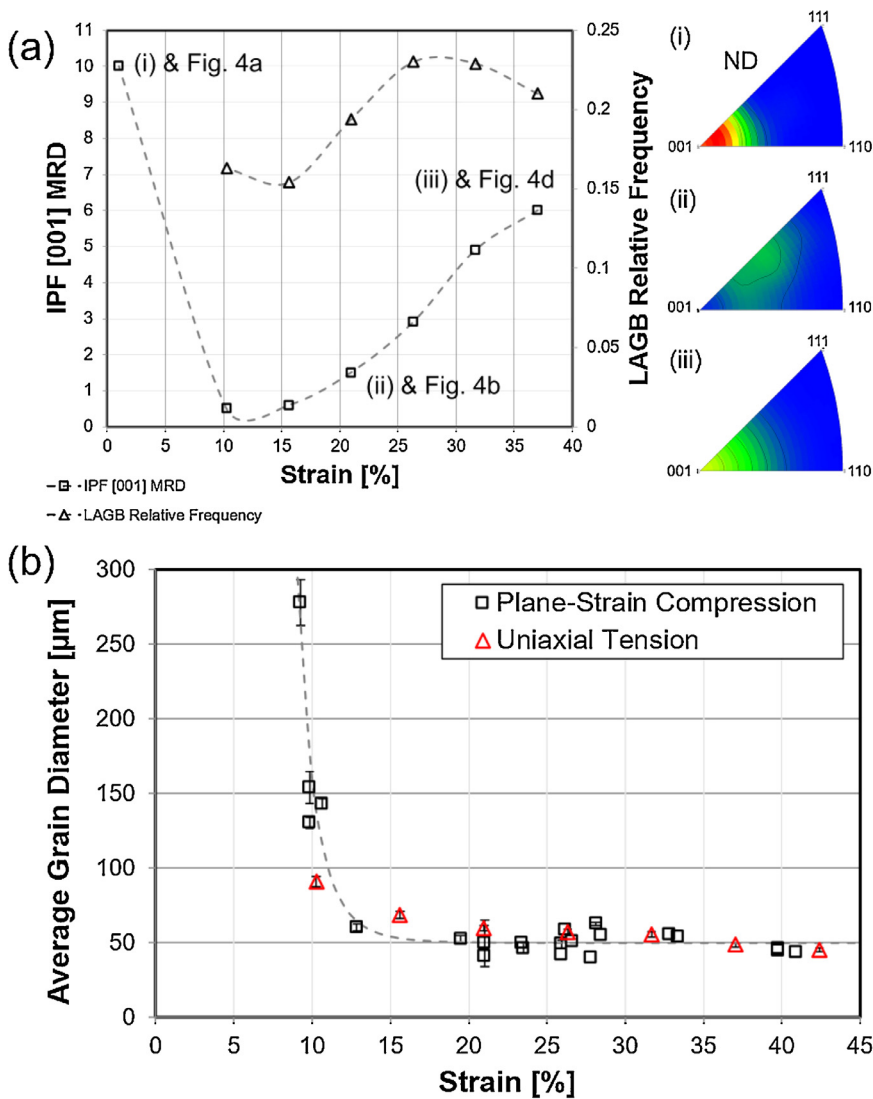 (a)
11
10
9
8
7
6
5
4
3
2
1
0
IPF [001] MRD
(i) & Fig. 4a
(iii) & Fig. 4d
(ii) & Fig. 4b
0.25
0.2
0.15
0.1
0.05
0
LAGB Relative Frequency
0 5 10 15 20 25 30 35 40
Strain [%]
IPF [001] MRD
LAGB Relative Frequency
(i)
ND
111
001
110
(ii)
111
001
110
(iii)
111
001
110
(b)
300
250
200
150
100
50
0
Average Grain Diameter [µm]
Plane-Strain Compression
Uniaxial Tension
0 5 10 15 20 25 30 35 40 45
Strain [%]